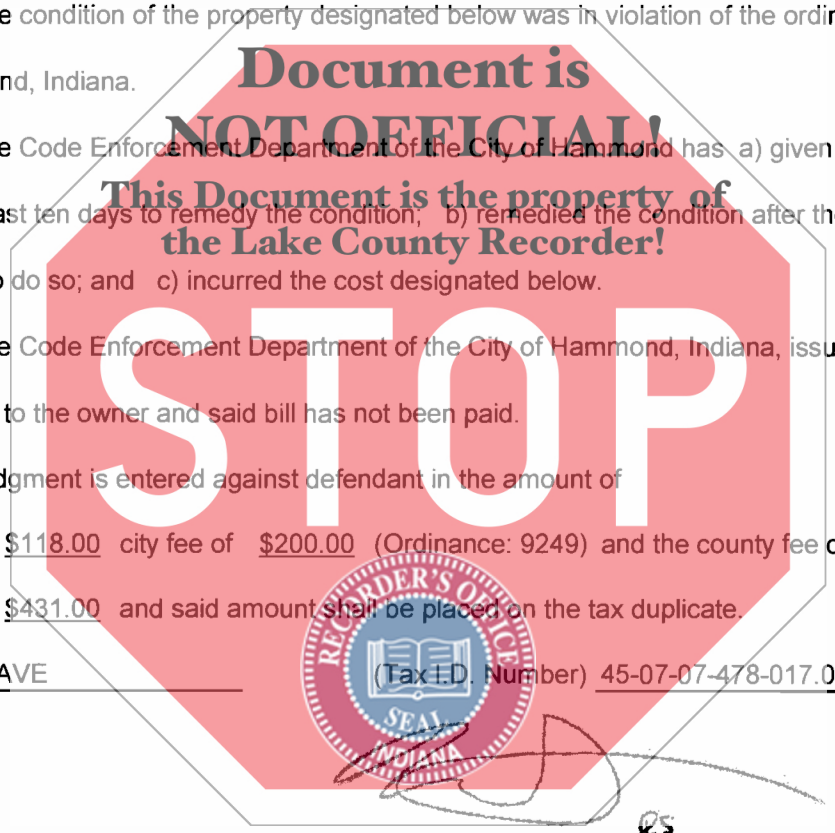 e condition of the property designated below was in violation of the ordin
nd, Indiana.
Document is
NOT OFFICIAL!
e Code Enforcement Department of the City of Hammond has a) given
This Document is the property of
ast ten days to remedy the condition; b) remedied the condition after th
the Lake County Recorder!
o do so; and c) incurred the cost designated below.
STOP
e Code Enforcement Department of the City of Hammond, Indiana, issu
to the owner and said bill has not been paid.
dgment is entered against defendant in the amount of
$118.00 city fee of $200.00 (Ordinance: 9249) and the county fee o
$431.00 and said amount shall be placed on the tax duplicate.
AVE (Tax I.D. Number) 45-07-07-478-017.0
RECORDER'S OFFICE
SEAL
INDIANA